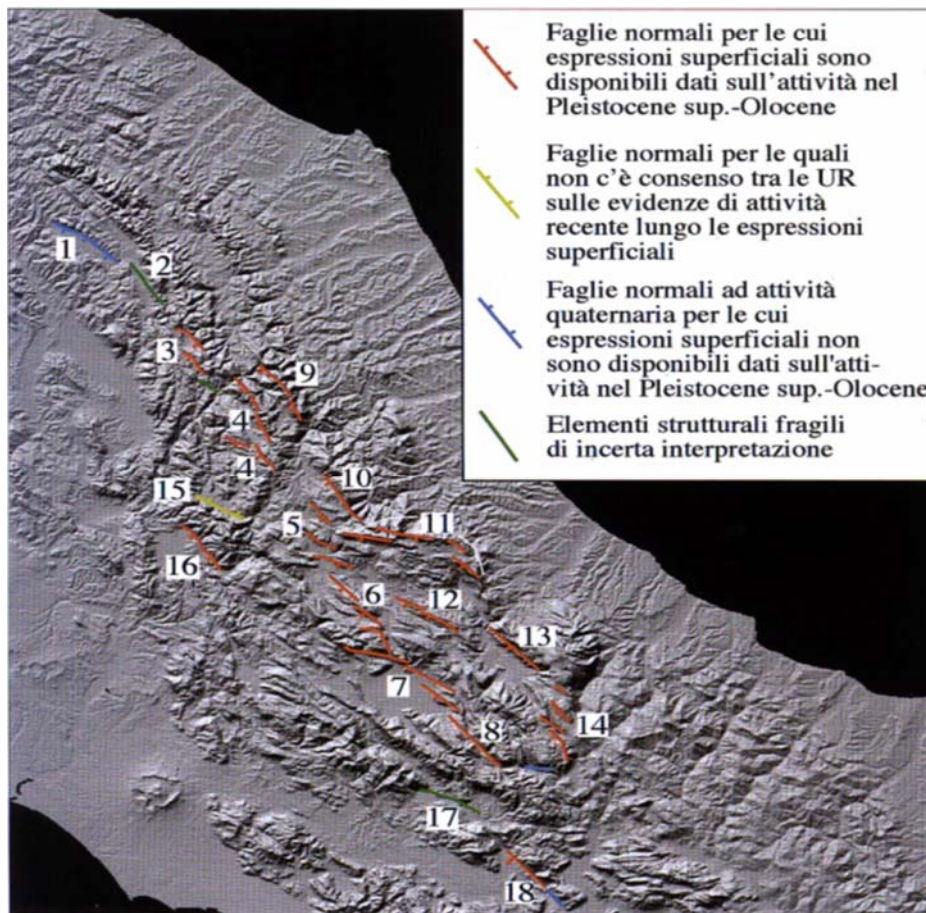 Faglie normali per le cui
espressioni superficiali sono
disponibili dati sull'attività nel
Pleistocene sup.-Olocene
Faglie normali per le quali
non c'è consenso tra le UR
sulle evidenze di attività
recente lungo le espressioni
superficiali
Faglie normali ad attività
quaternaria per le cui
espressioni superficiali non
sono disponibili dati sull'atti-
vità nel Pleistocene sup.-Olocene
Elementi strutturali fragili
di incerta interpretazione
1
2
3
9
4
4
10
15
5
11
16
6
12
13
7
8
14
17
18